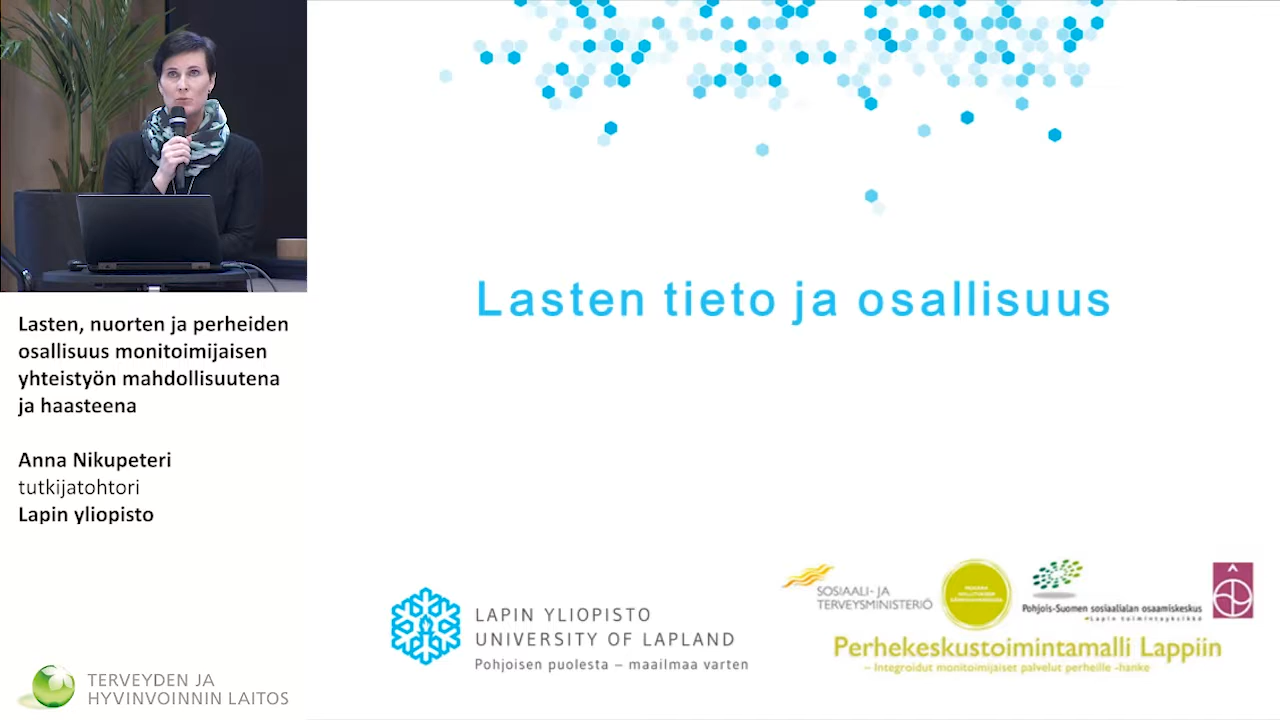 Lasten tieto ja osallisuus
Lasten, nuorten ja perheiden
osallisuus monitoimijaisen
yhteistyön mahdollisuutena
ja haasteena
Anna Nikupeteri
tutkijatohtori
Lapin yliopisto
TERVEYDEN JA
HYVINVOINNIN LAITOS
LAPIN YLIOPISTO
UNIVERSITY OF LAPLAND
Pohjoisen puolesta – maailmaa varten
SOSIAALI- JA
TERVEYSMINISTERIÖ
Pohjois-Suomen sosiaalialan osaamiskeskus
Lapin toimintayksikkö
Perhekeskustoimintamalli Lappiin
– Integroidut monitoimijaiset palvelut perheille -hanke